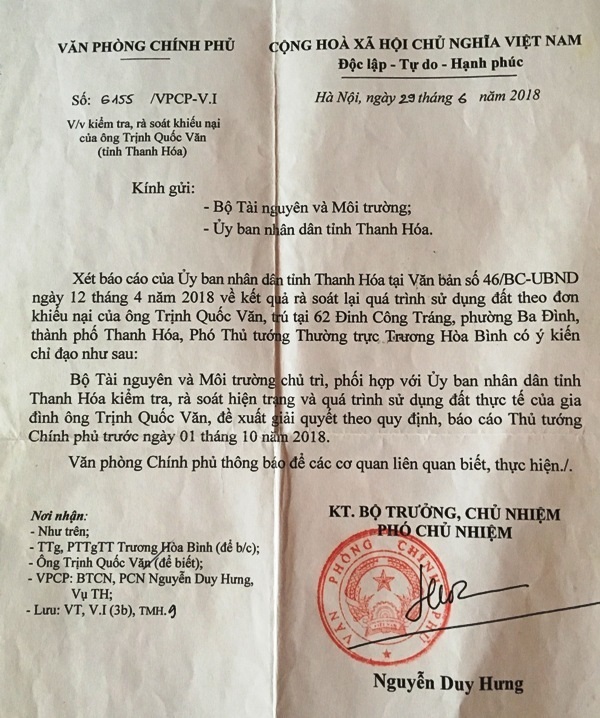 VĂN PHÒNG CHÍNH PHỦ
CỘNG HOÀ XÃ HỘI CHỦ NGHĨA VIỆT NAM
Độc lập - Tự do - Hạnh phúc
Số: 6155 /VPCP-V.I
Hà Nội, ngày 29 tháng 6 năm 2018
V/v kiểm tra, rà soát khiếu nại
của ông Trịnh Quốc Văn
(tỉnh Thanh Hóa)
Kính gửi:
- Bộ Tài nguyên và Môi trường;
- Ủy ban nhân dân tỉnh Thanh Hóa.
Xét báo cáo của Ủy ban nhân dân tỉnh Thanh Hóa tại Văn bản số 46/BC-UBND
ngày 12 tháng 4 năm 2018 về kết quả rà soát lại quá trình sử dụng đất theo đơn
khiếu nại của ông Trịnh Quốc Văn, trú tại 62 Đinh Công Tráng, phường Ba Đình,
thành phố Thanh Hóa, Phó Thủ tướng Thường trực Trương Hòa Bình có ý kiến
chỉ đạo như sau:
Bộ Tài nguyên và Môi trường chủ trì, phối hợp với Ủy ban nhân dân tỉnh
Thanh Hóa kiểm tra, rà soát hiện trạng và quá trình sử dụng đất thực tế của gia
đình ông Trịnh Quốc Văn, đề xuất giải quyết theo quy định, báo cáo Thủ tướng
Chính phủ trước ngày 01 tháng 10 năm 2018.
Văn phòng Chính phủ thông báo để các cơ quan liên quan biết, thực hiện./.
Nơi nhận:
- Như trên;
- TTg, PTTgTT Trương Hòa Bình (để b/c);
- Ông Trịnh Quốc Văn (để biết);
- VPCP: BTCN, PCN Nguyễn Duy Hưng,
Vụ TH;
- Lưu: VT, V.I (3b), TMH.9
KT. BỘ TRƯỞNG, CHỦ NHIỆM
PHÓ CHỦ NHIỆM
VĂN PHÒNG CHÍNH PHỦ
Nguyễn Duy Hưng